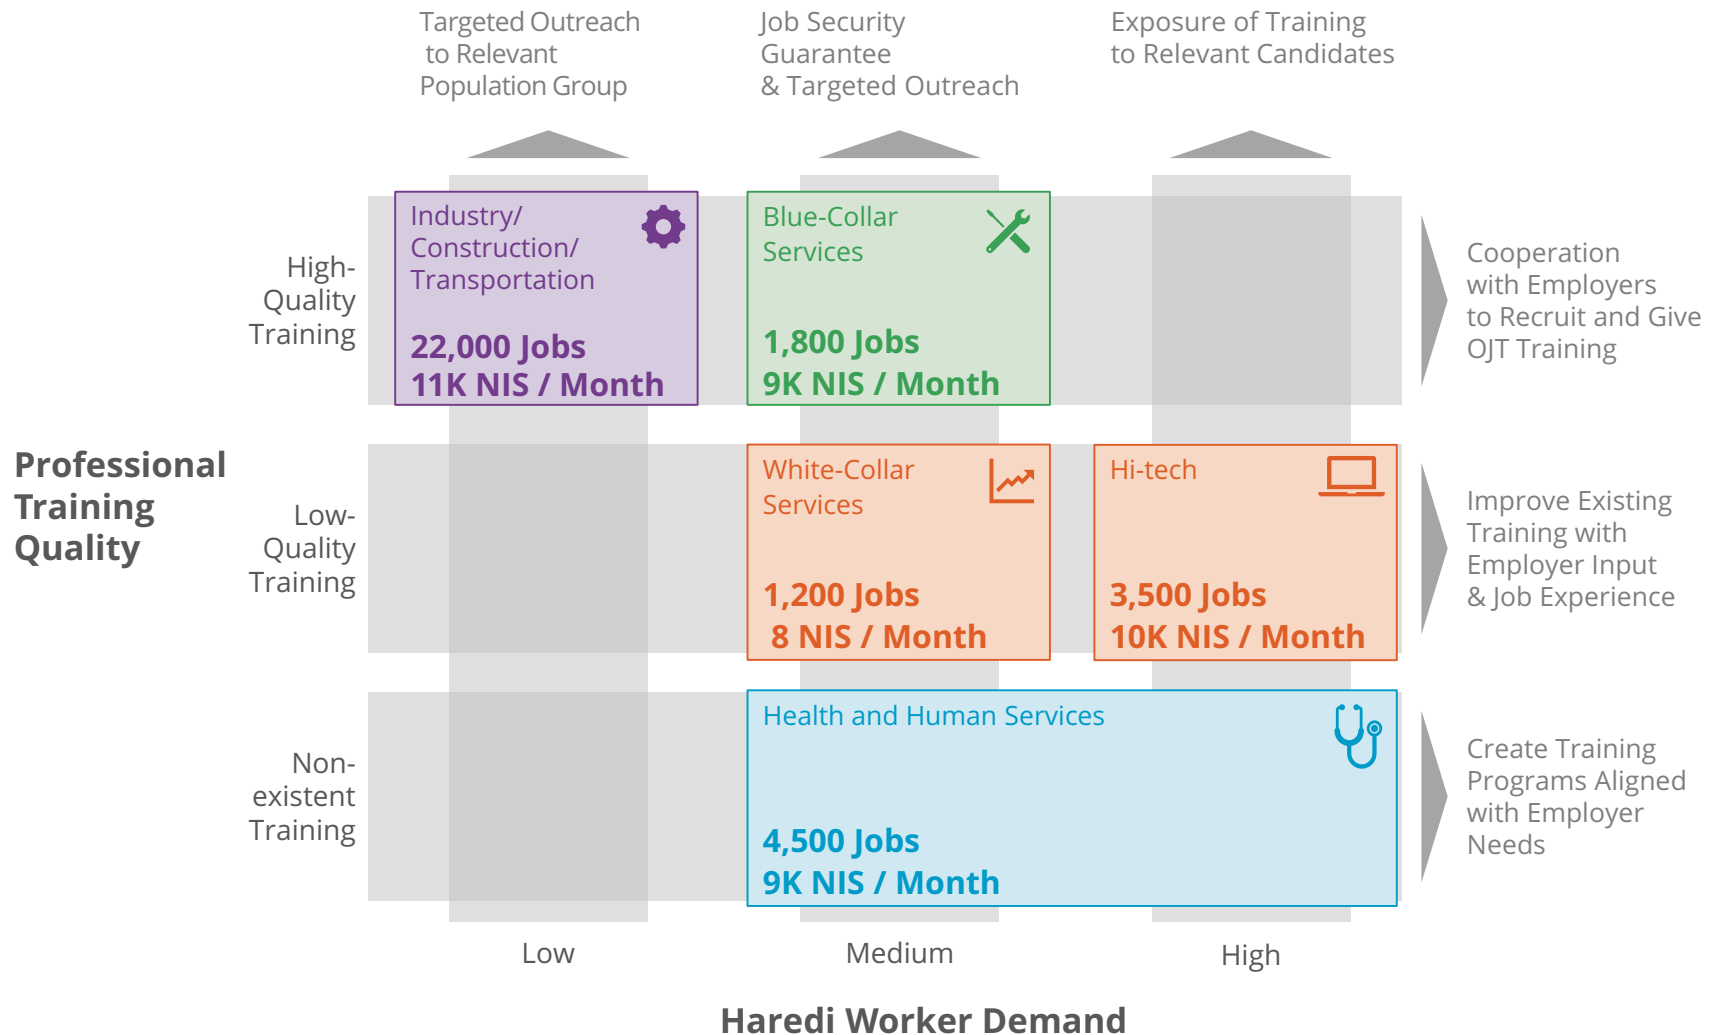 Targeted Outreach
to Relevant
Population Group
Job Security
Guarantee
& Targeted Outreach
Exposure of Training
to Relevant Candidates
High-
Quality
Training
Industry/
Construction/
Transportation
22,000 Jobs
11K NIS / Month
Blue-Collar
Services
1,800 Jobs
9K NIS / Month
Cooperation
with Employers
to Recruit and Give
OJT Training
Professional
Training
Quality
Low-
Quality
Training
White-Collar
Services
1,200 Jobs
8 NIS / Month
Hi-tech
3,500 Jobs
10K NIS / Month
Improve Existing
Training with
Employer Input
& Job Experience
Non-
existent
Training
Health and Human Services
4,500 Jobs
9K NIS / Month
Create Training
Programs Aligned
with Employer
Needs
Low
Medium
High
Haredi Worker Demand